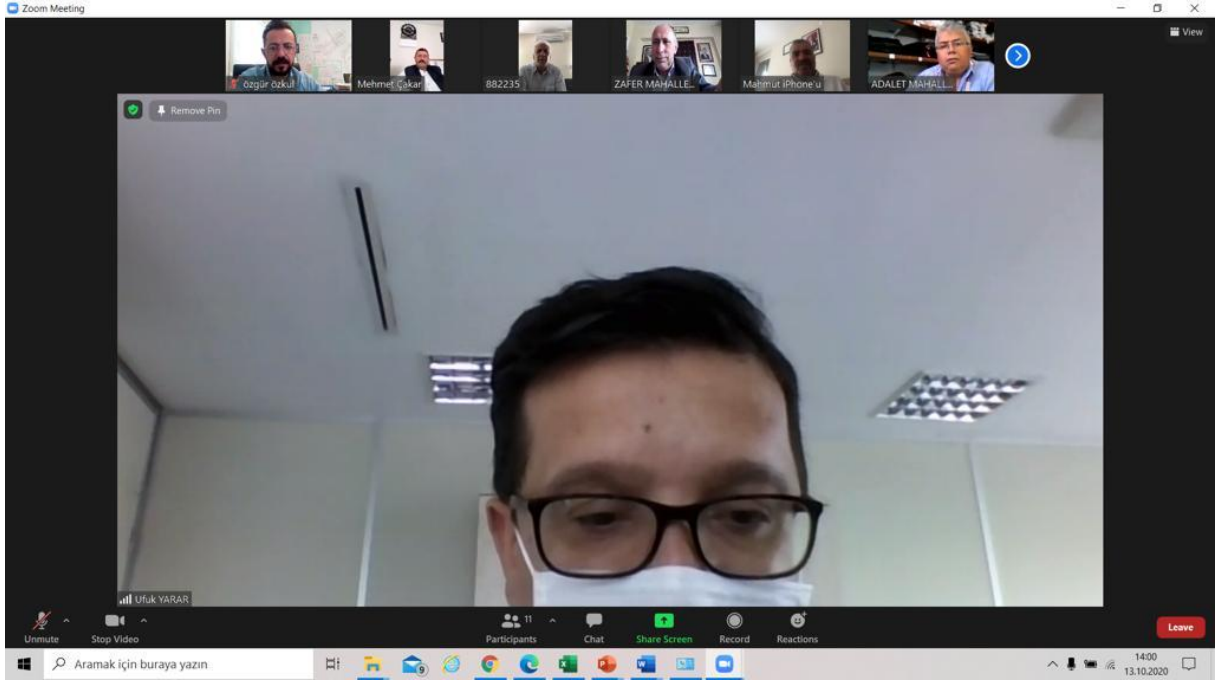 Zoom Meeting
View
özgür özkul
Mehmet Çakar
882235
ZAFER MAHALLE...
Mahmut iPhone'u
ADALET MAHALL...
Remove Pin
Ufuk YARAR
Unmute
Stop Video
Participants
11
Chat
Share Screen
Record
Reactions
Leave
Aramak için buraya yazın
9
14:00
13.10.2020